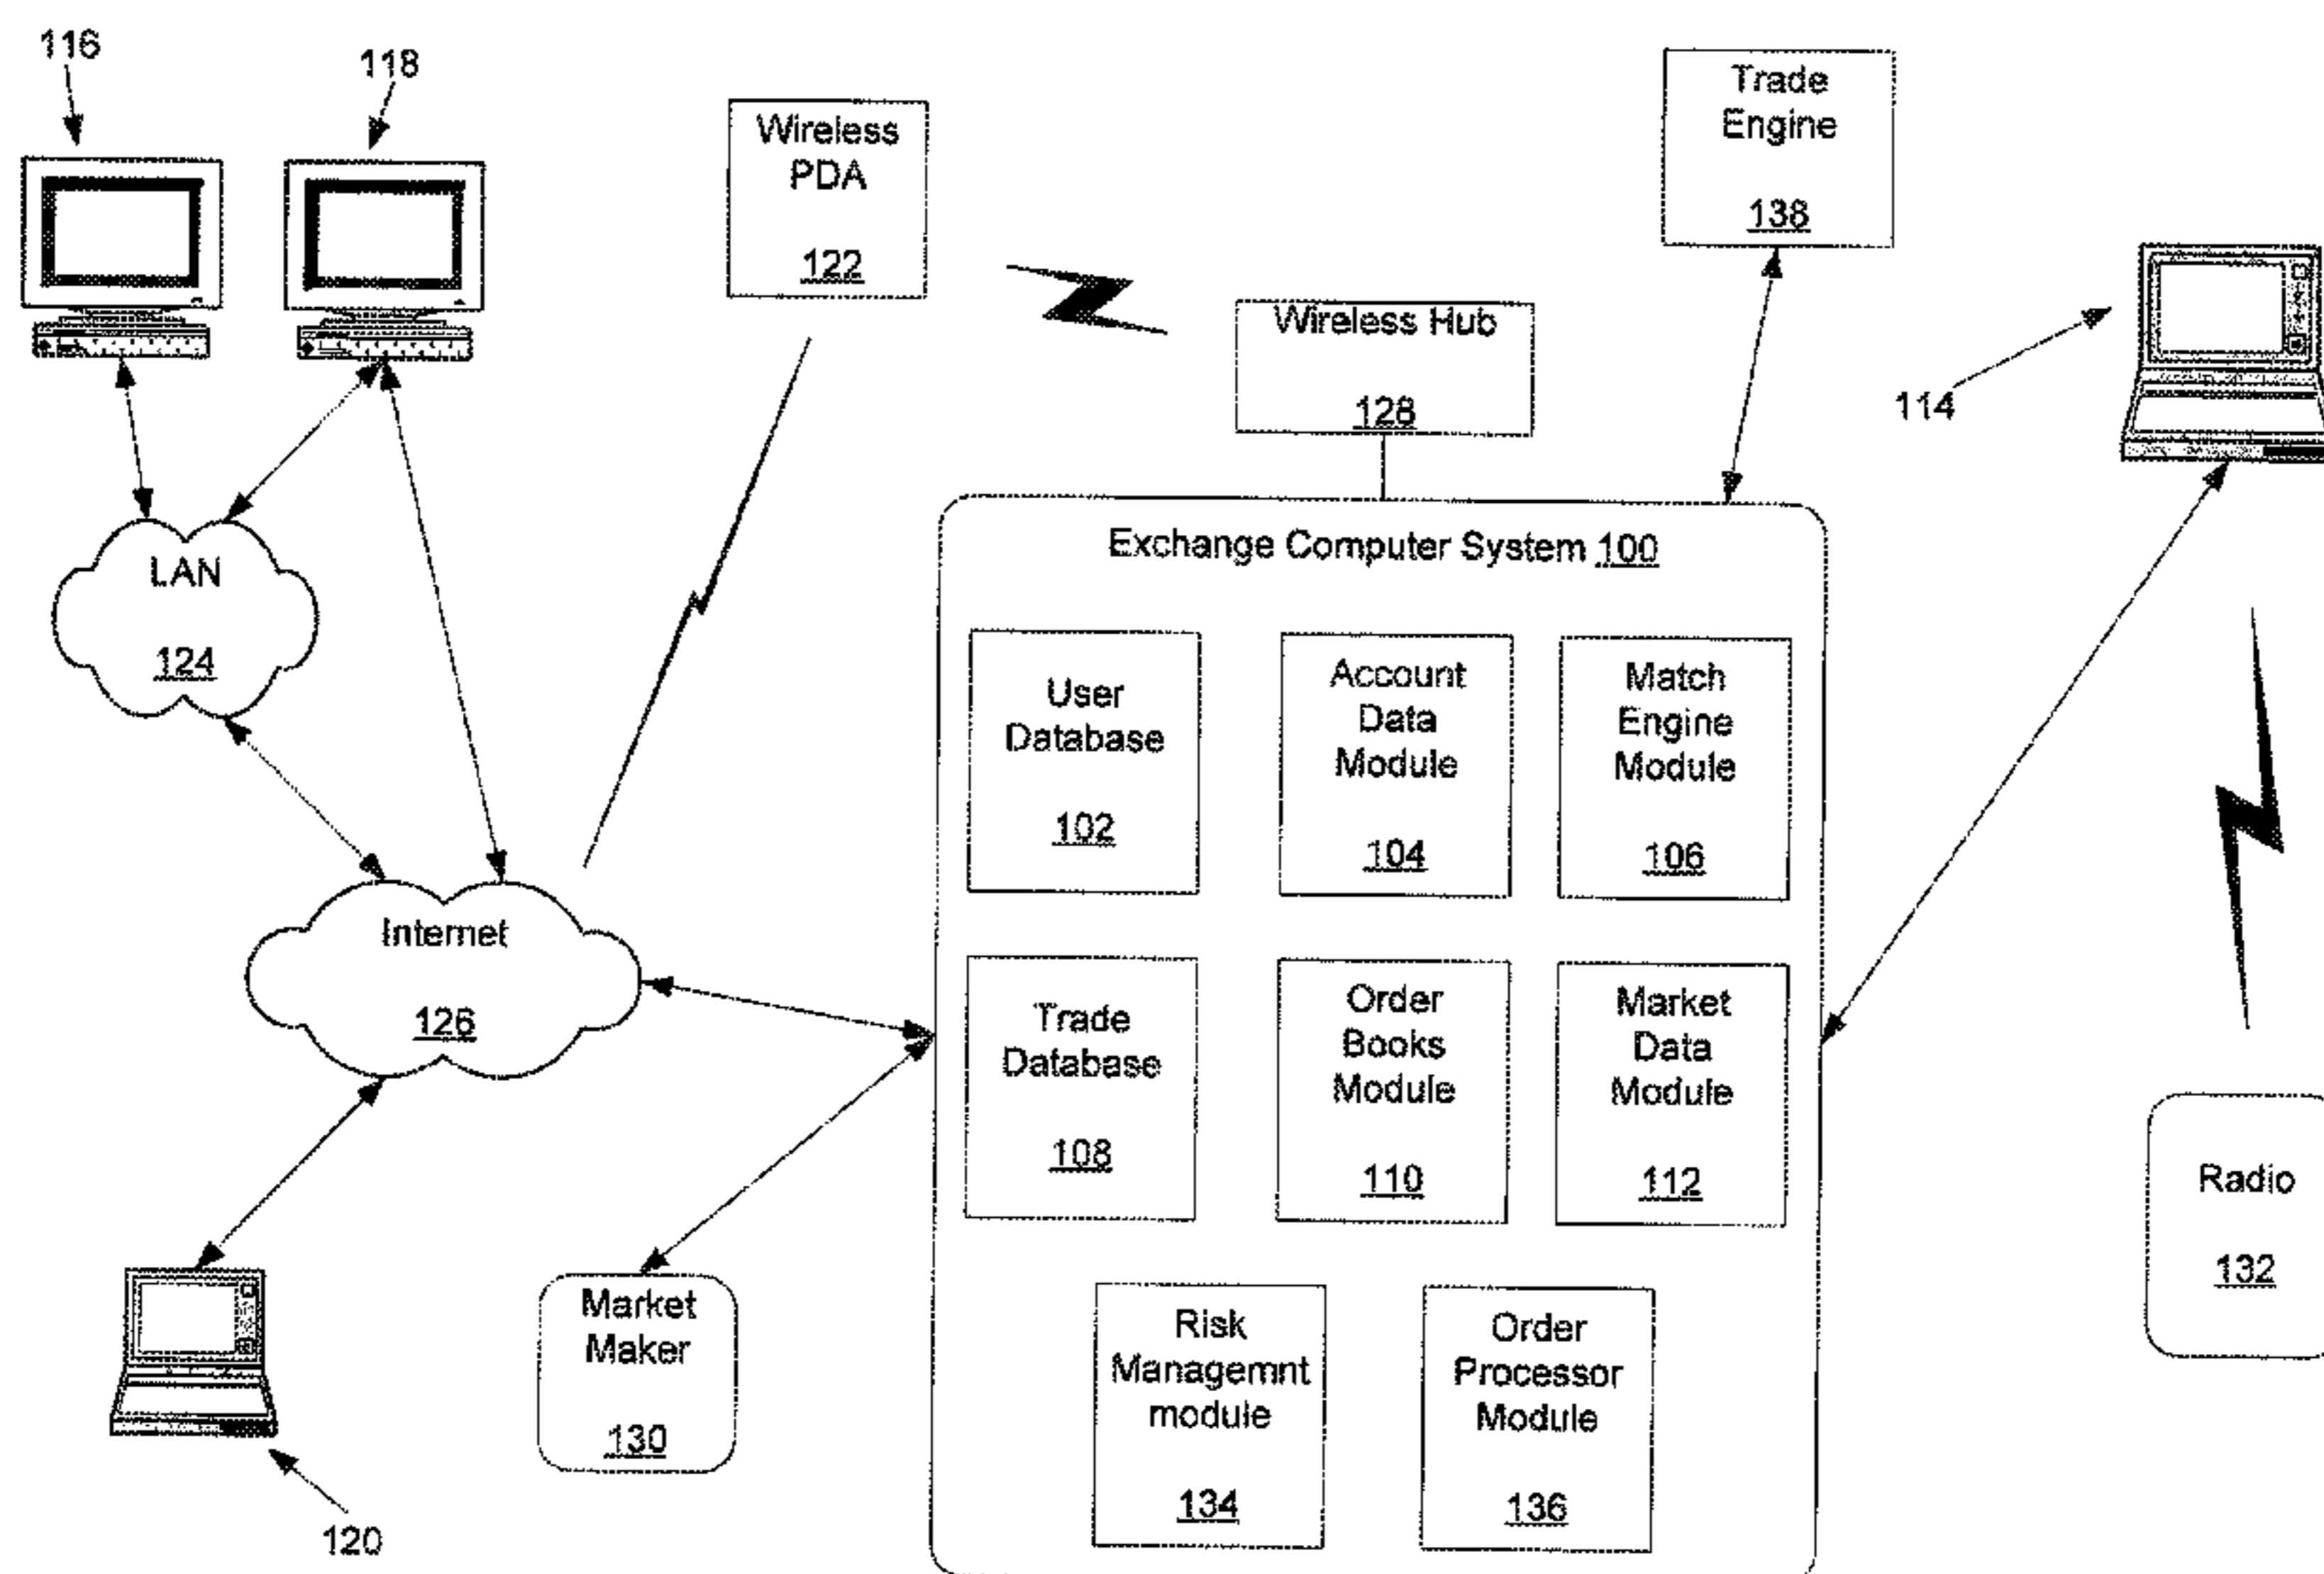 116
118
Wireless
PDA
122
Trade
Engine
138
Wireless Hub
128
114
LAN
124
Exchange Computer System 100
User
Database
102
Account
Data
Module
104
Match
Engine
Module
106
Internet
126
Trade
Database
108
Order
Books
Module
110
Market
Data
Module
112
Radio
132
Market
Maker
130
Risk
Managemnt
module
134
Order
Processor
Module
136
120